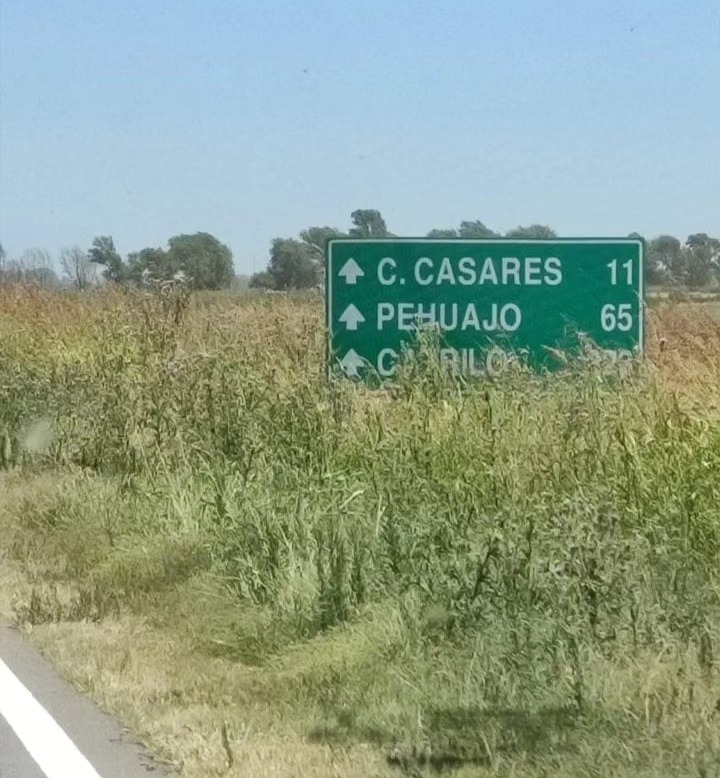 C. CASARES 11
PEHUAJO 65